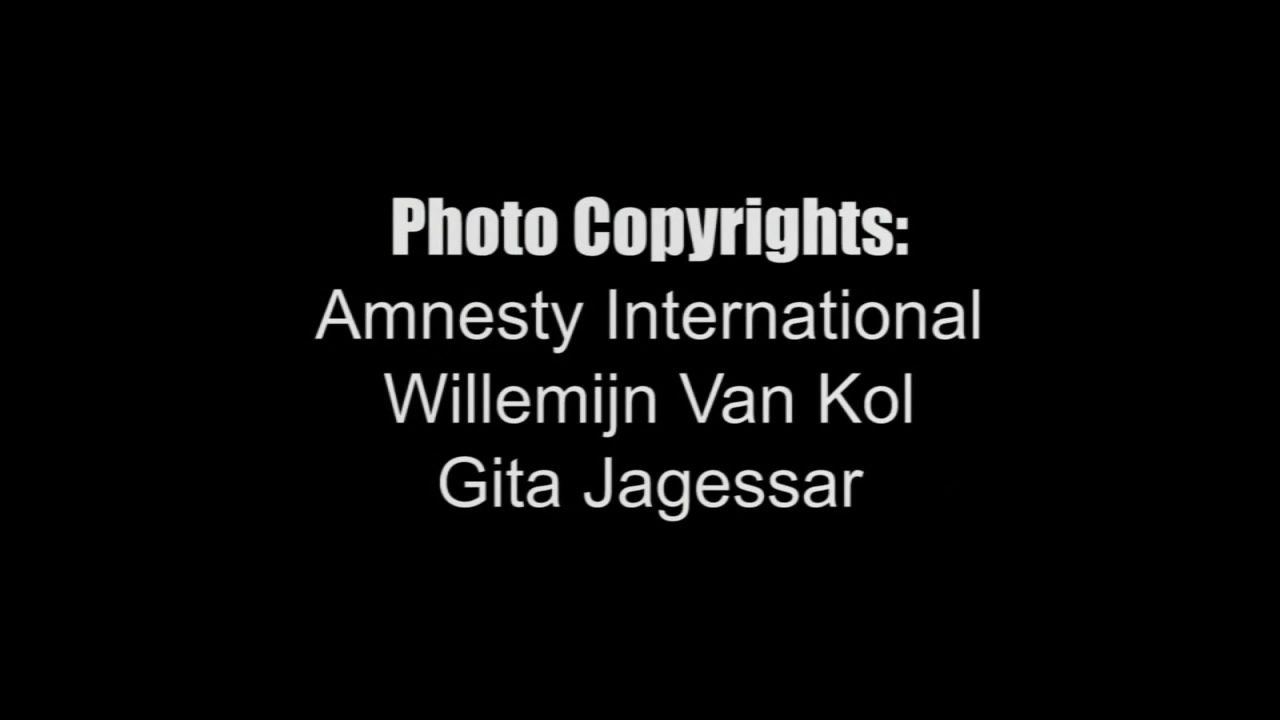 Photo Copyrights:
Amnesty International
Willemijn Van Kol
Gita Jagessar